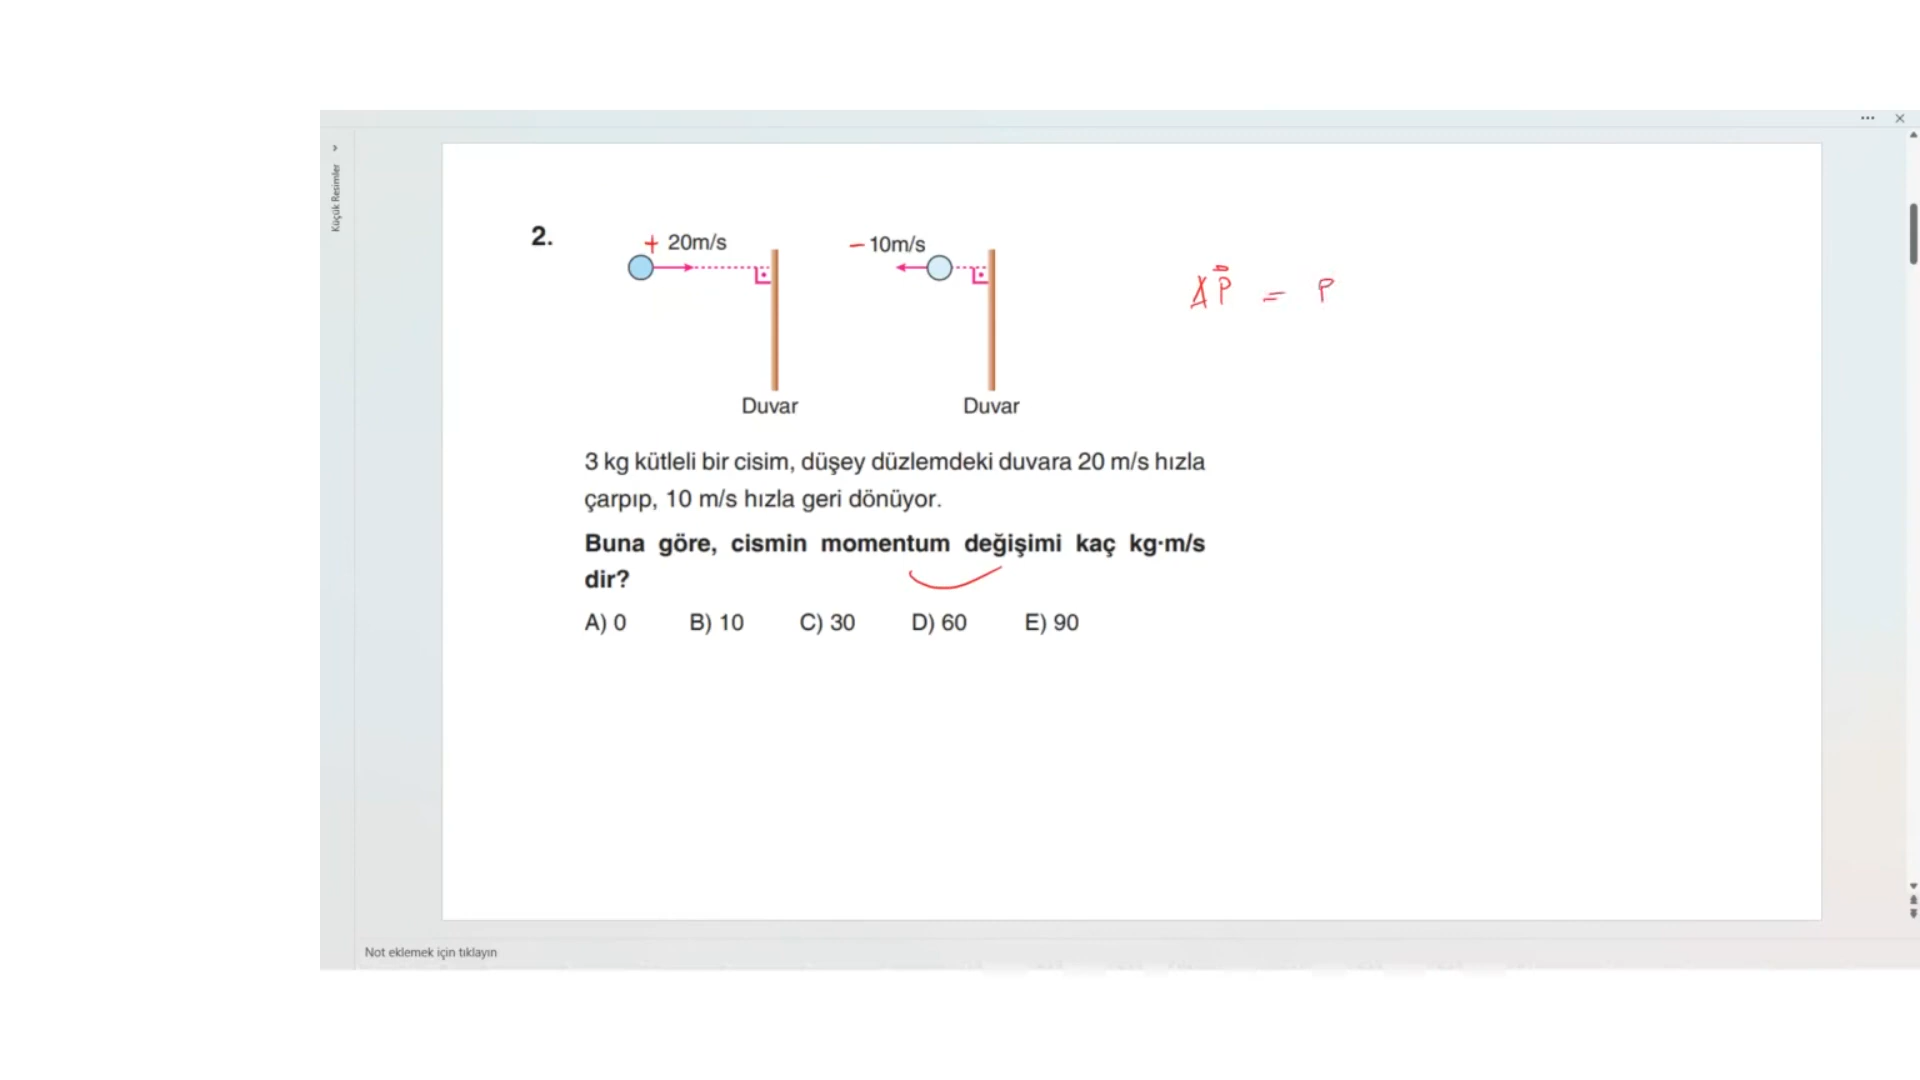 Küçük Resimler
2.
+ 20m/s
- 10m/s
ΔP = P
Duvar
Duvar
3 kg kütleli bir cisim, düşey düzlemdeki duvara 20 m/s hızla
çarpıp, 10 m/s hızla geri dönüyor.
Buna göre, cismin momentum değişimi kaç kg·m/s
dir?
A) 0 B) 10 C) 30 D) 60 E) 90
Not eklemek için tıklayın